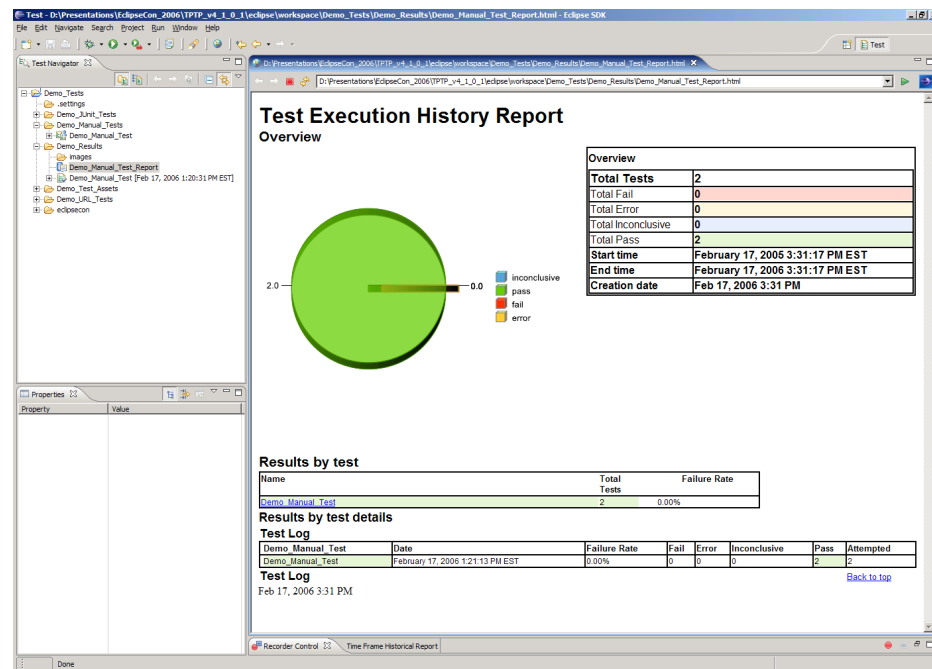 Test - D:\Presentations\EclipseCon_2006\TPTP_v4_1_0_1\eclipse\workspace\Demo_Tests\Demo_Results\Demo_Manual_Test_Report.html - Eclipse SDK
File Edit Navigate Search Project Run Window Help
Test
Test Navigator
Demo_Tests
.settings
Demo_JUnit_Tests
Demo_Manual_Tests
Demo_Manual_Test
Demo_Results
images
Demo_Manual_Test_Report
Demo_Manual_Test [Feb 17, 2006 1:20:31 PM EST]
Demo_Test_Assets
Demo_URL_Tests
eclipsecon
Properties
Property Value
D:\Presentations\EclipseCon_2006\TPTP_v4_1_0_1\eclipse\workspace\Demo_Tests\Demo_Results\Demo_Manual_Test_Report.html
D:\Presentations\EclipseCon_2006\TPTP_v4_1_0_1\eclipse\workspace\Demo_Tests\Demo_Results\Demo_Manual_Test_Report.html
Test Execution History Report
Overview
2.0
0.0
inconclusive
pass
fail
error
Overview
Total Tests 2
Total Fail 0
Total Error 0
Total Inconclusive 0
Total Pass 2
Start time February 17, 2005 3:31:17 PM EST
End time February 17, 2006 3:31:17 PM EST
Creation date Feb 17, 2006 3:31 PM
Results by test
Name Total Tests Failure Rate
Demo_Manual_Test 2 0.00%
Results by test details
Test Log
Demo_Manual_Test Date Failure Rate Fail Error Inconclusive Pass Attempted
Demo_Manual_Test February 17, 2006 1:21:13 PM EST 0.00% 0 0 0 2 2
Test Log
Back to top
Feb 17, 2006 3:31 PM
Recorder Control Time Frame Historical Report
Done